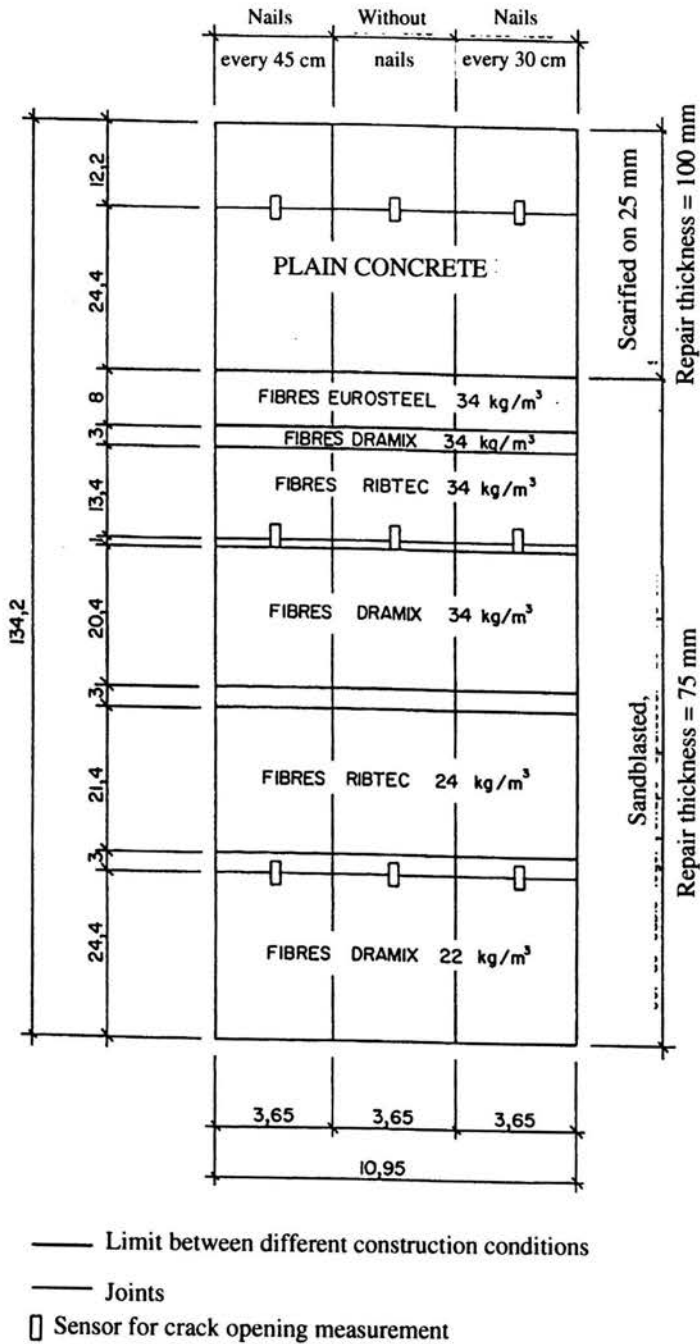 Nails Without Nails
every 45 cm nails every 30 cm
12,2
24,4
8
3
13,4
1
20,4
3
21,4
3
24,4
134,2
PLAIN CONCRETE
FIBRES EUROSTEEL 34 kg/m³
FIBRES DRAMIX 34 kg/m³
FIBRES RIBTEC 34 kg/m³
FIBRES DRAMIX 34 kg/m³
FIBRES RIBTEC 24 kg/m³
FIBRES DRAMIX 22 kg/m³
Scarified on 25 mm
Repair thickness = 100 mm
Sandblasted,
Repair thickness = 75 mm
3,65 3,65 3,65
10,95
Limit between different construction conditions
Joints
Sensor for crack opening measurement